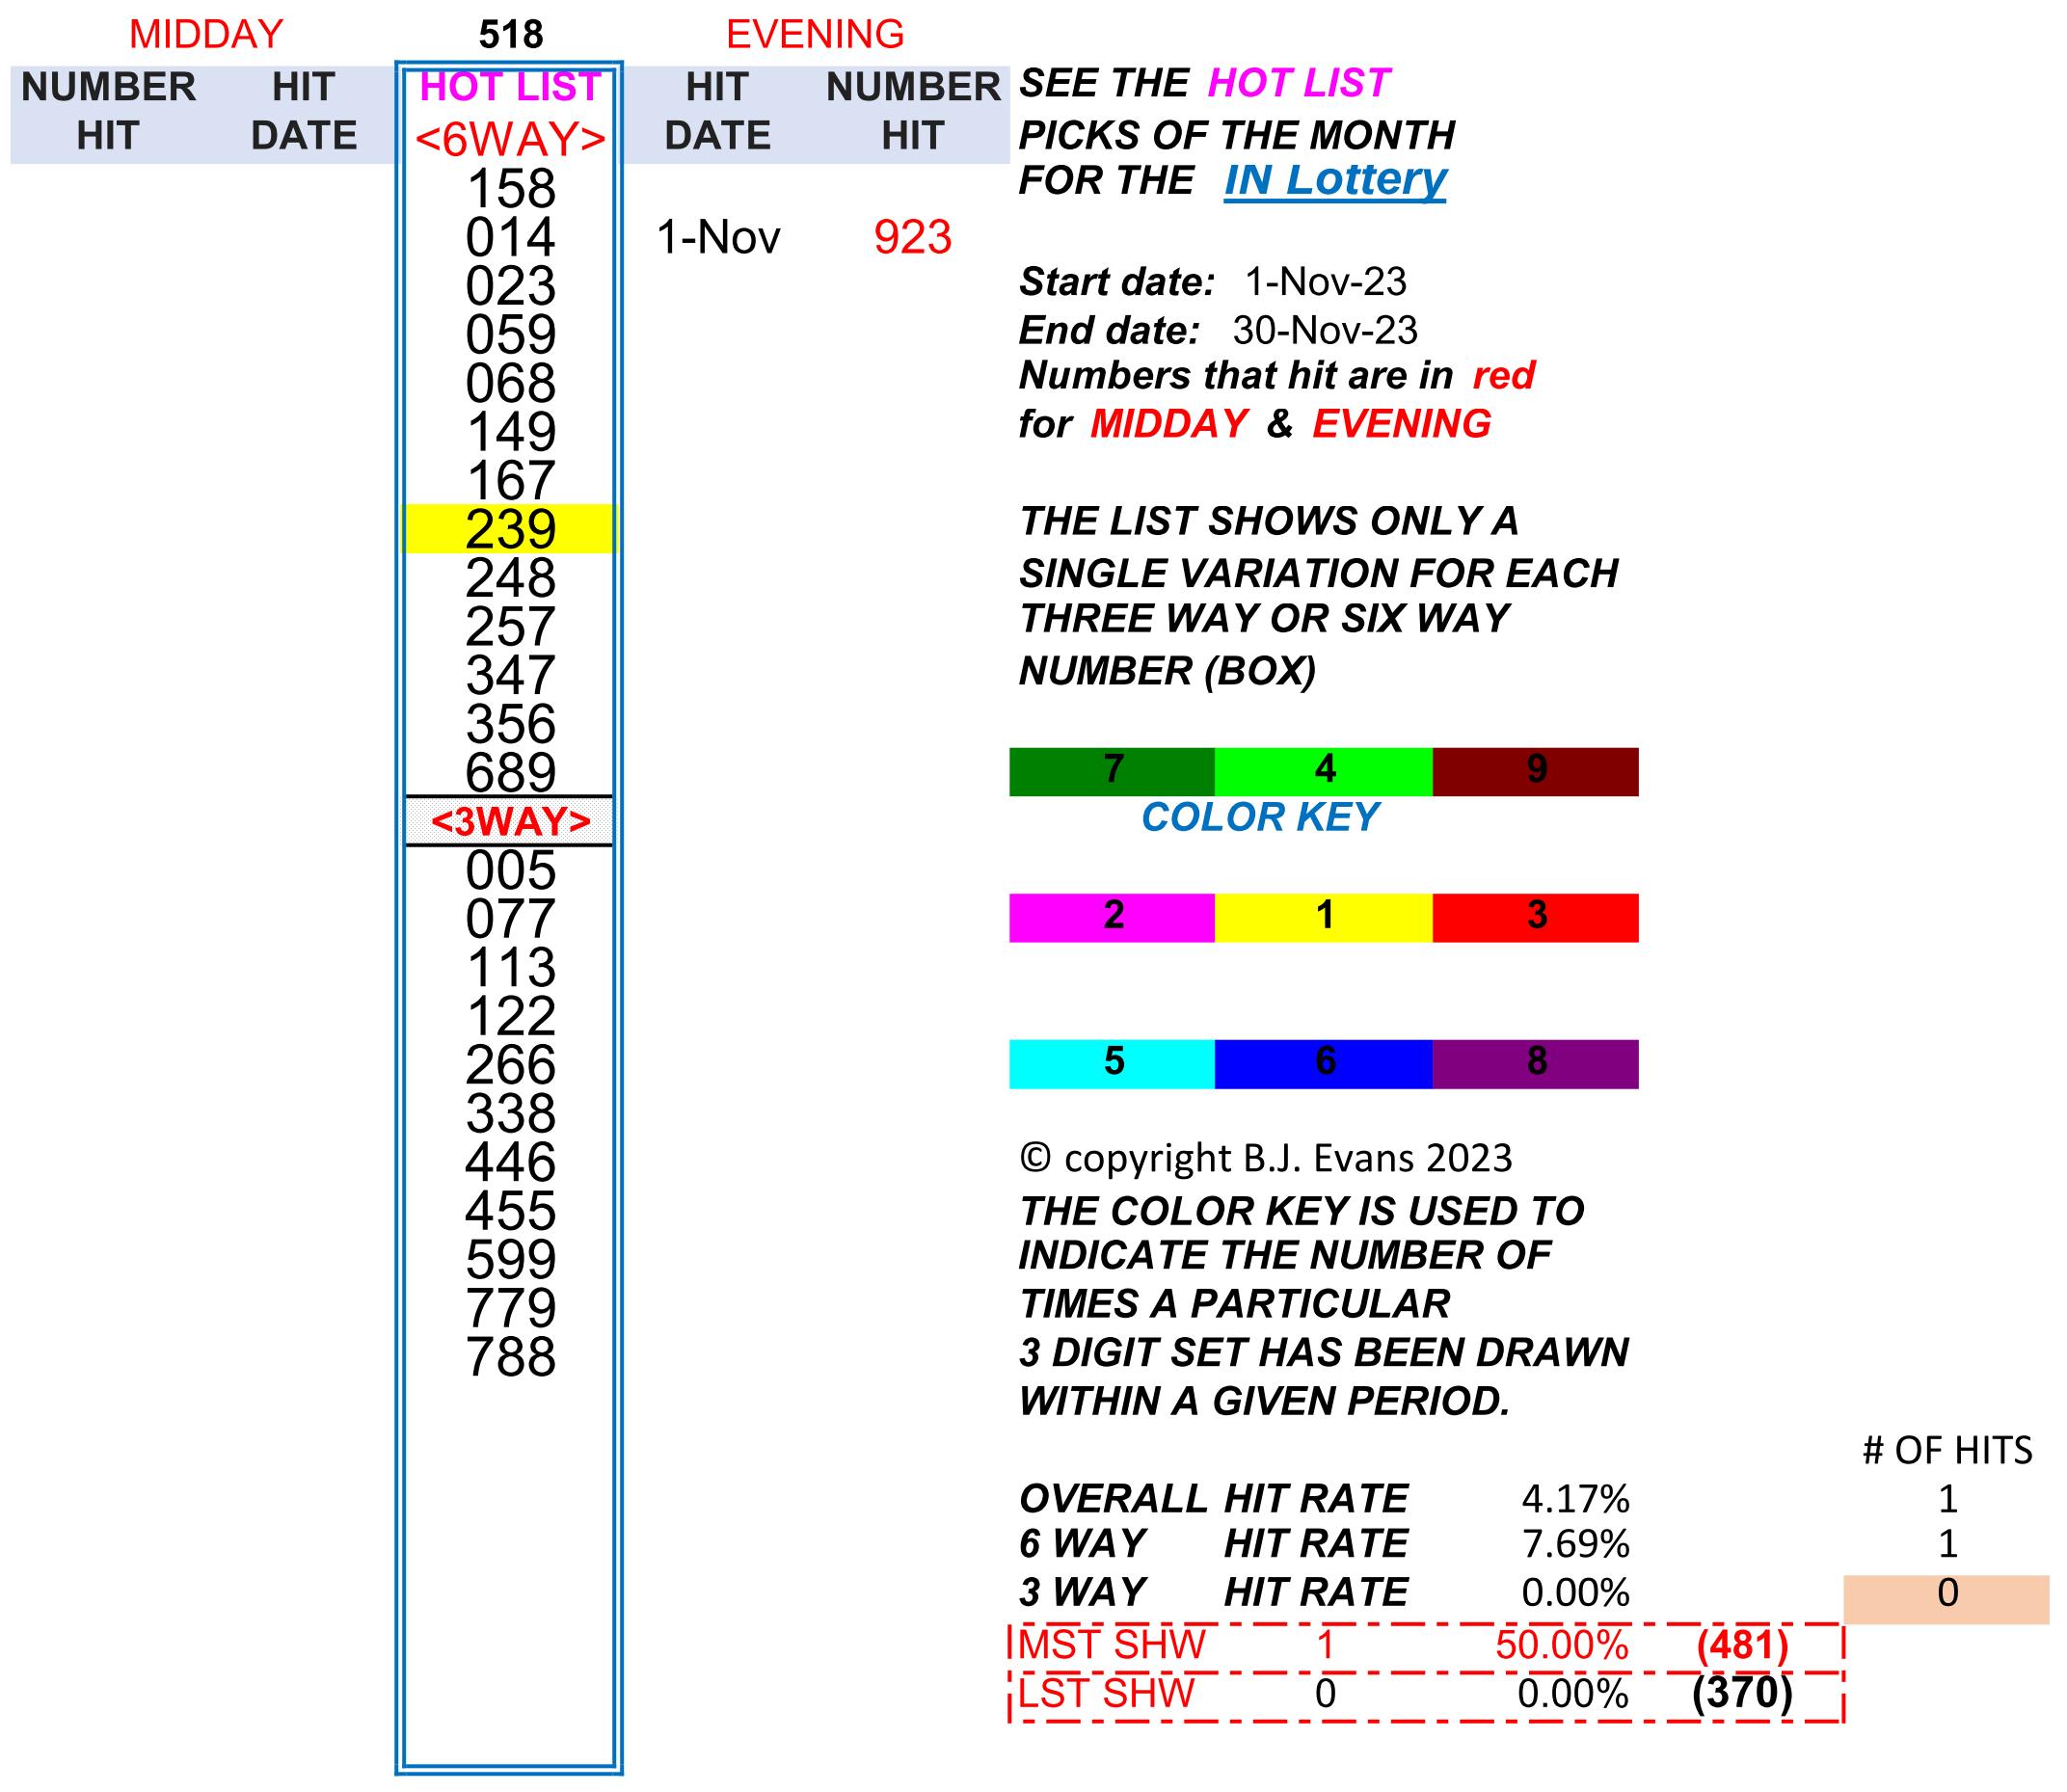 MIDDAY 518 EVENING
NUMBER HIT HOT LIST HIT NUMBER SEE THE HOT LIST
HIT DATE <6WAY> DATE HIT PICKS OF THE MONTH
158 FOR THE IN Lottery
014 1-Nov 923
023 Start date: 1-Nov-23
059 End date: 30-Nov-23
068 Numbers that hit are in red
149 for MIDDAY & EVENING
167
239 THE LIST SHOWS ONLY A
248 SINGLE VARIATION FOR EACH
257 THREE WAY OR SIX WAY
347 NUMBER (BOX)
356
689 7 4 9
<3WAY> COLOR KEY
005
077 2 1 3
113
122
266 5 6 8
338
446 © copyright B.J. Evans 2023
455 THE COLOR KEY IS USED TO
599 INDICATE THE NUMBER OF
779 TIMES A PARTICULAR
788 3 DIGIT SET HAS BEEN DRAWN
WITHIN A GIVEN PERIOD.
# OF HITS
OVERALL HIT RATE 4.17% 1
6 WAY HIT RATE 7.69% 1
3 WAY HIT RATE 0.00% 0
MST SHW 1 50.00% (481)
LST SHW 0 0.00% (370)